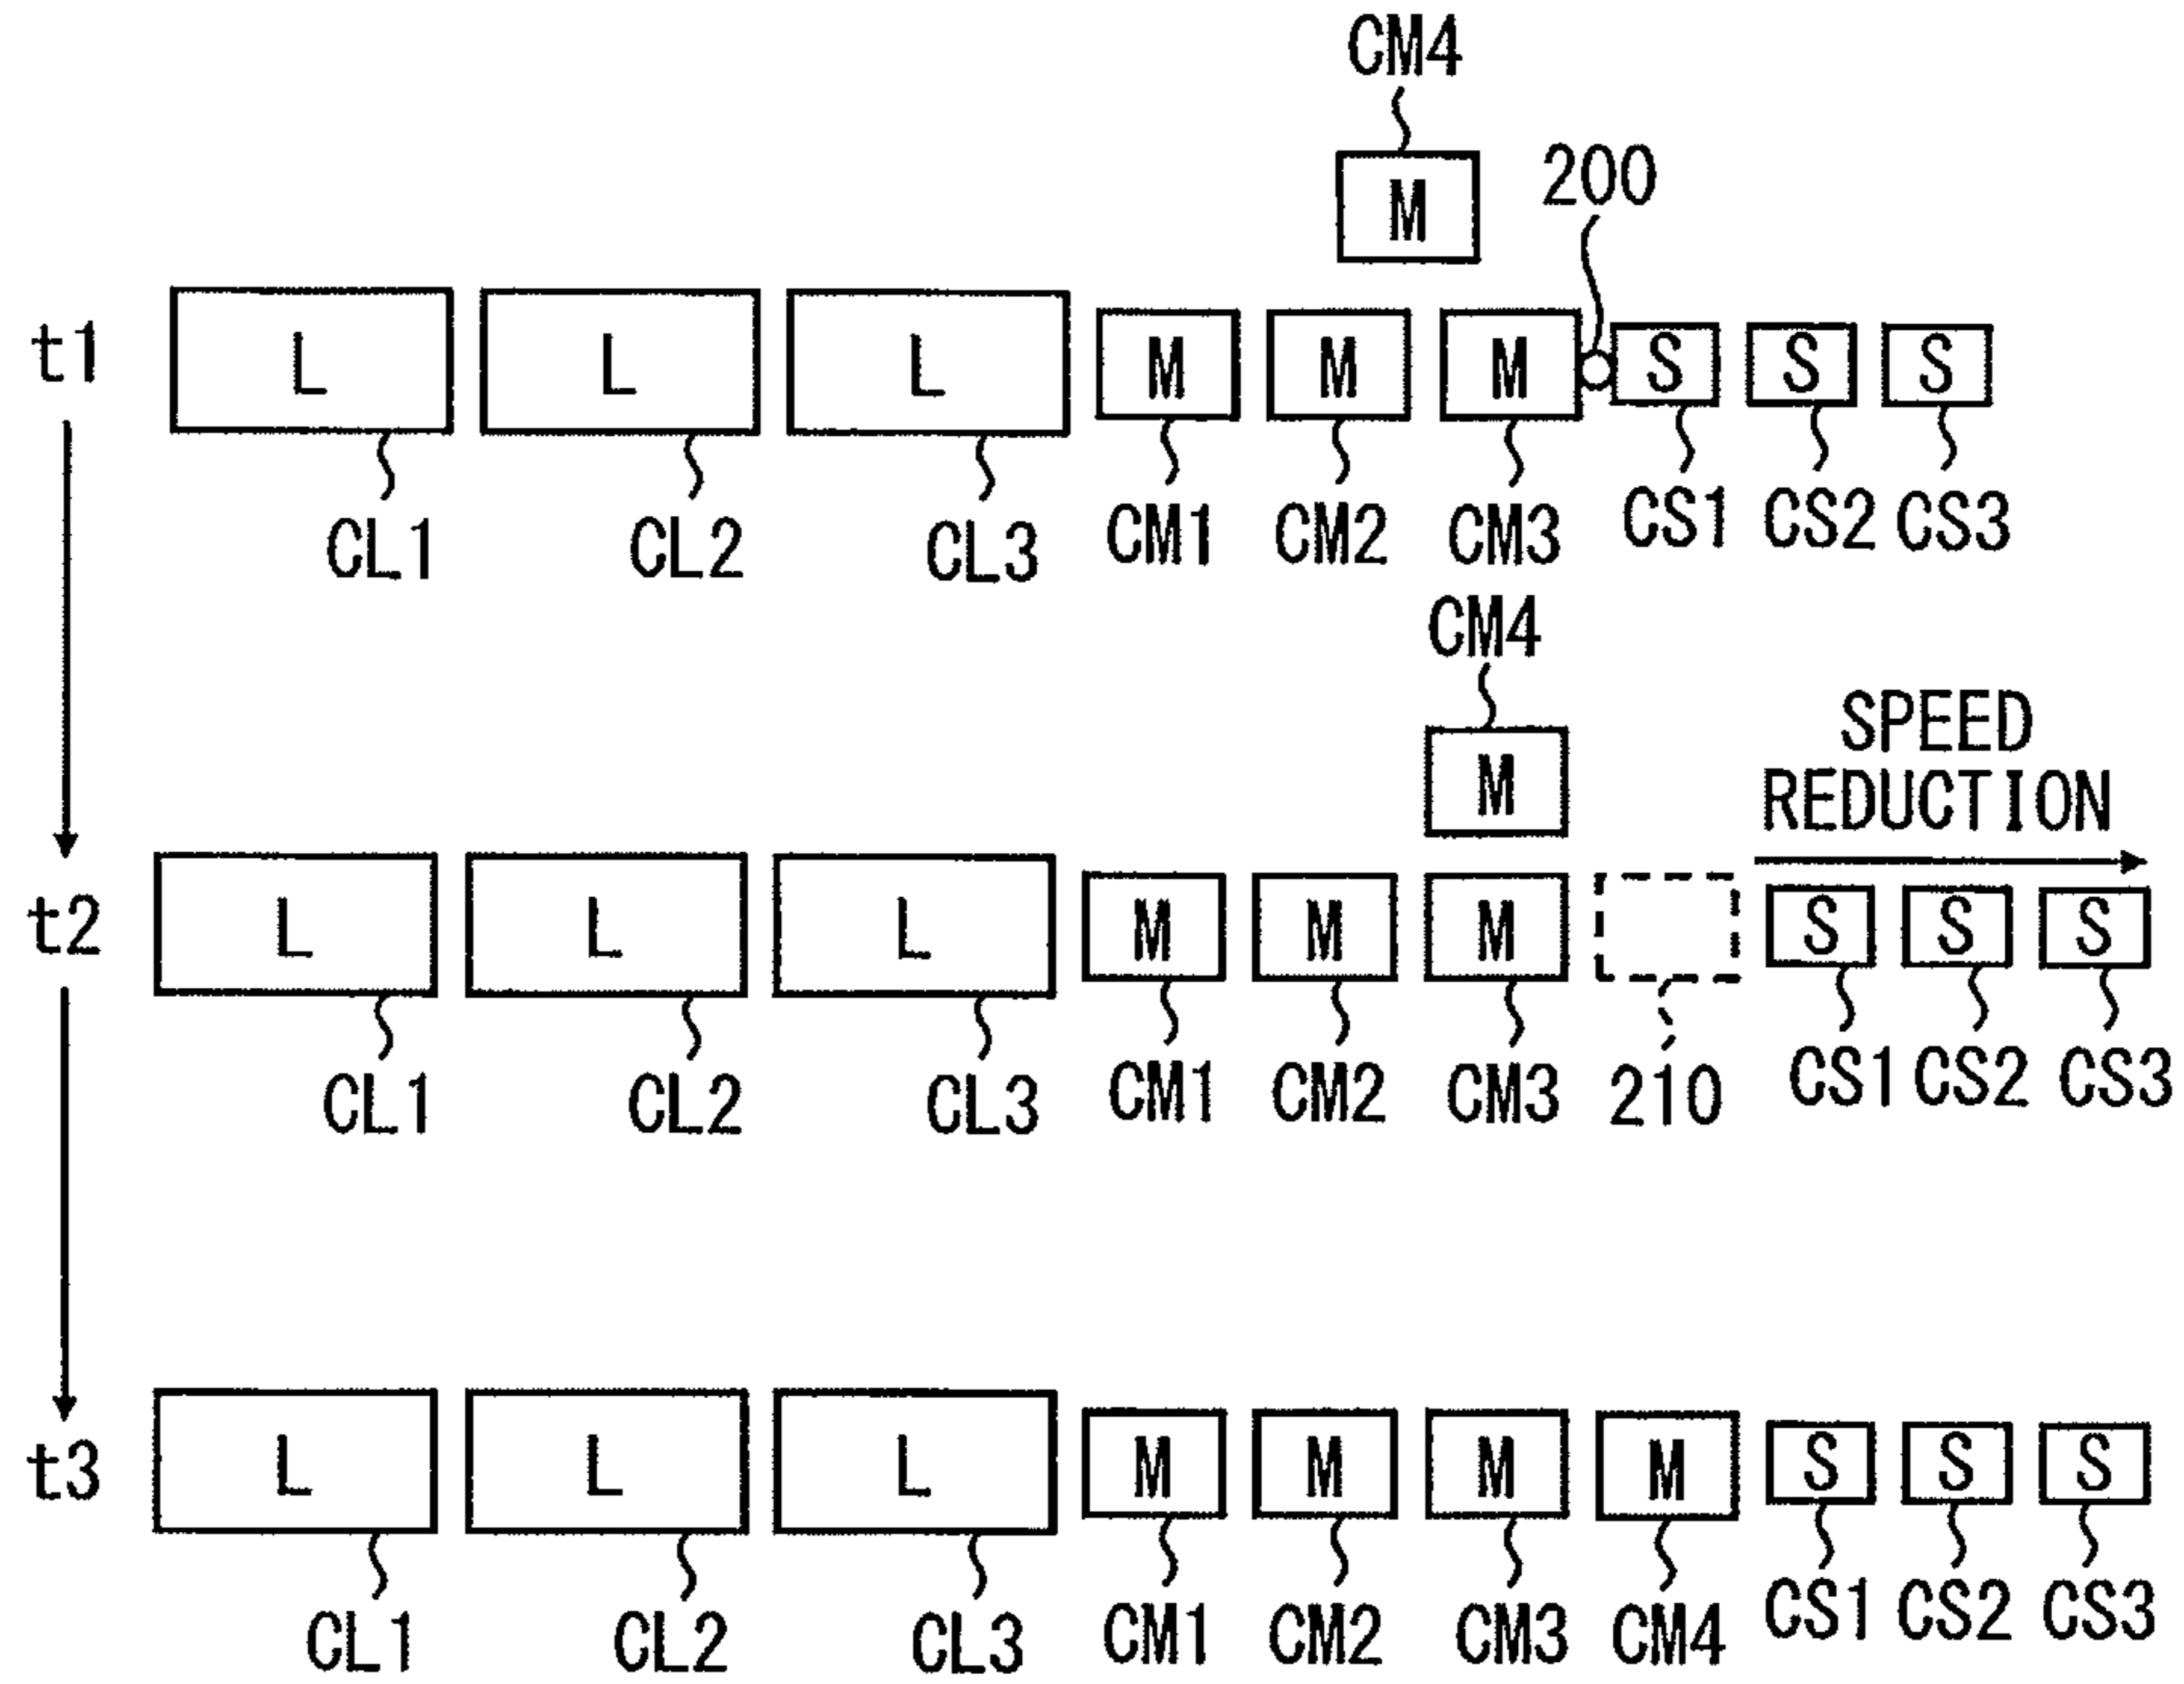 CM4
M
200
t1
L L L M M M S S S
CL1 CL2 CL3 CM1 CM2 CM3 CS1 CS2 CS3
CM4
M
SPEED
REDUCTION
t2
L L L M M M S S S
CL1 CL2 CL3 CM1 CM2 CM3 210 CS1 CS2 CS3
t3
L L L M M M M S S S
CL1 CL2 CL3 CM1 CM2 CM3 CM4 CS1 CS2 CS3